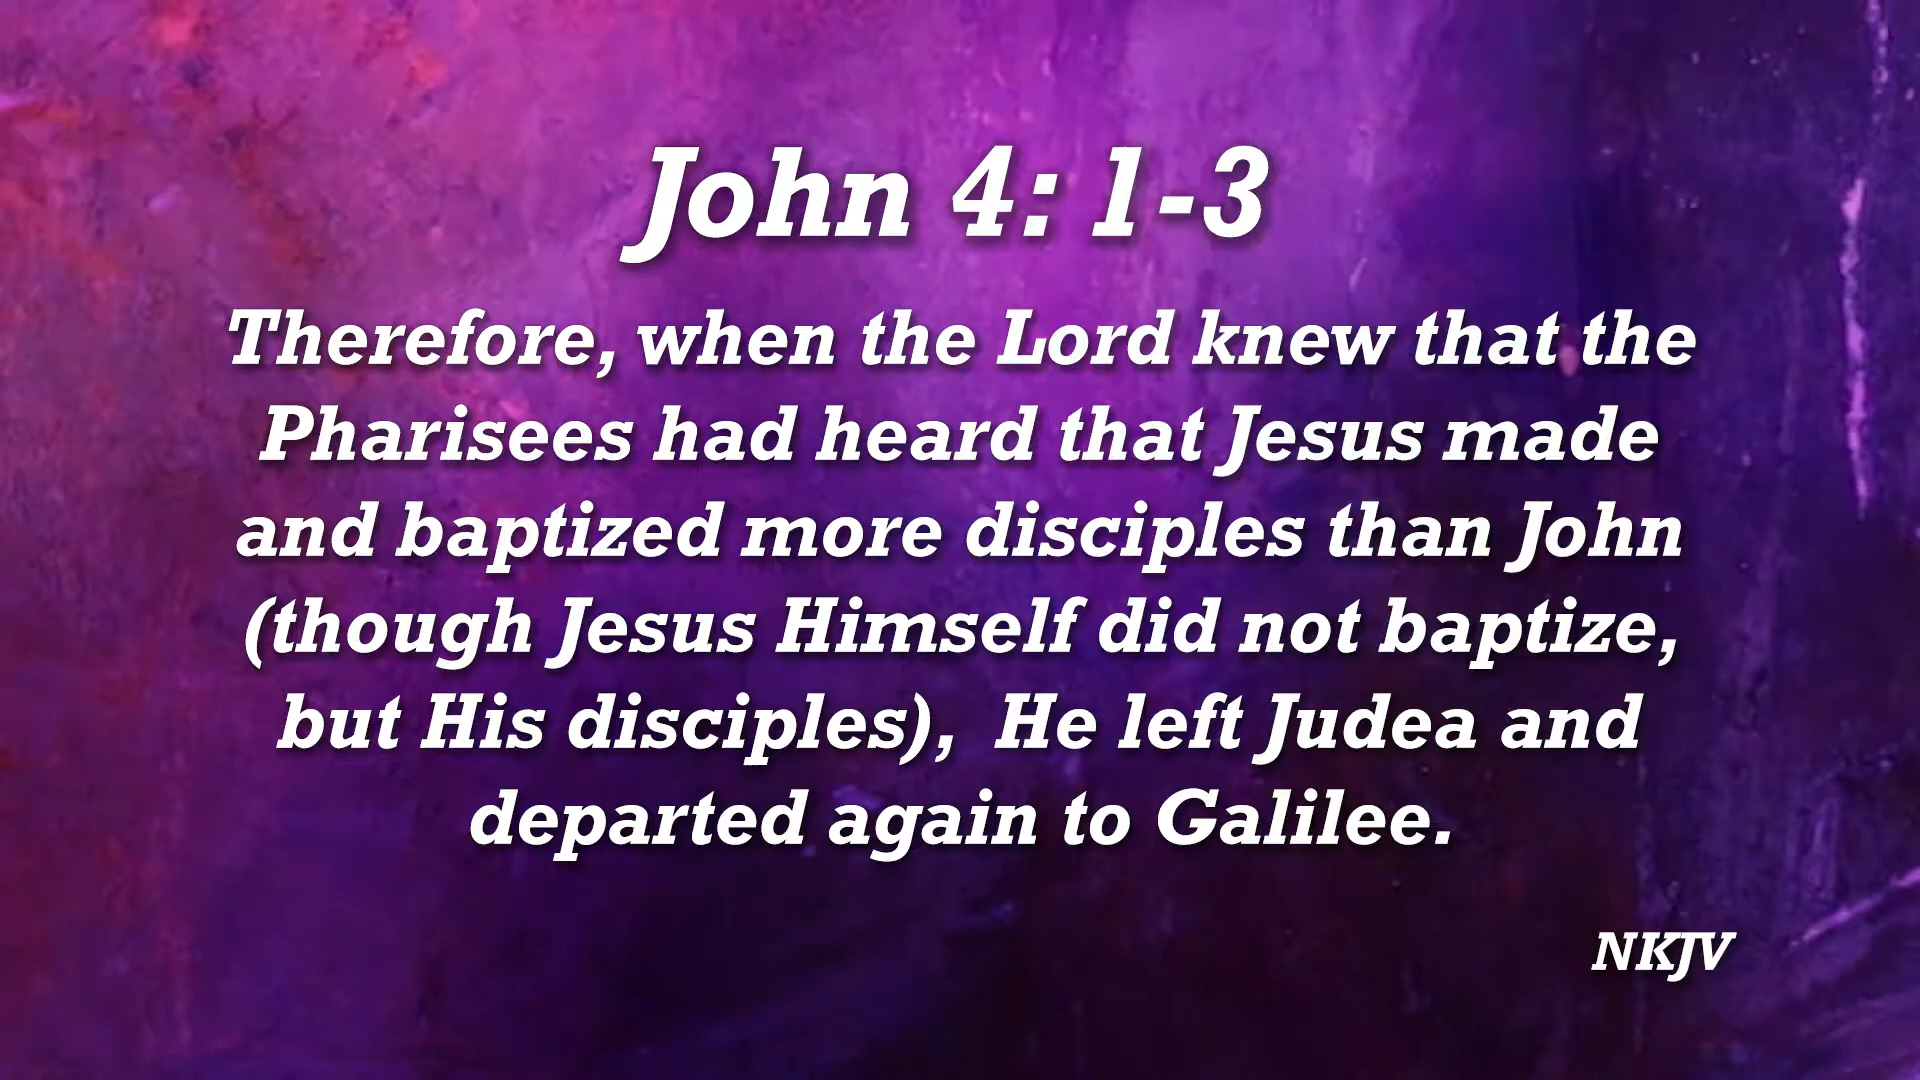 John 4: 1-3
Therefore, when the Lord knew that the
Pharisees had heard that Jesus made
and baptized more disciples than John
(though Jesus Himself did not baptize,
but His disciples),  He left Judea and
departed again to Galilee.
NKJV